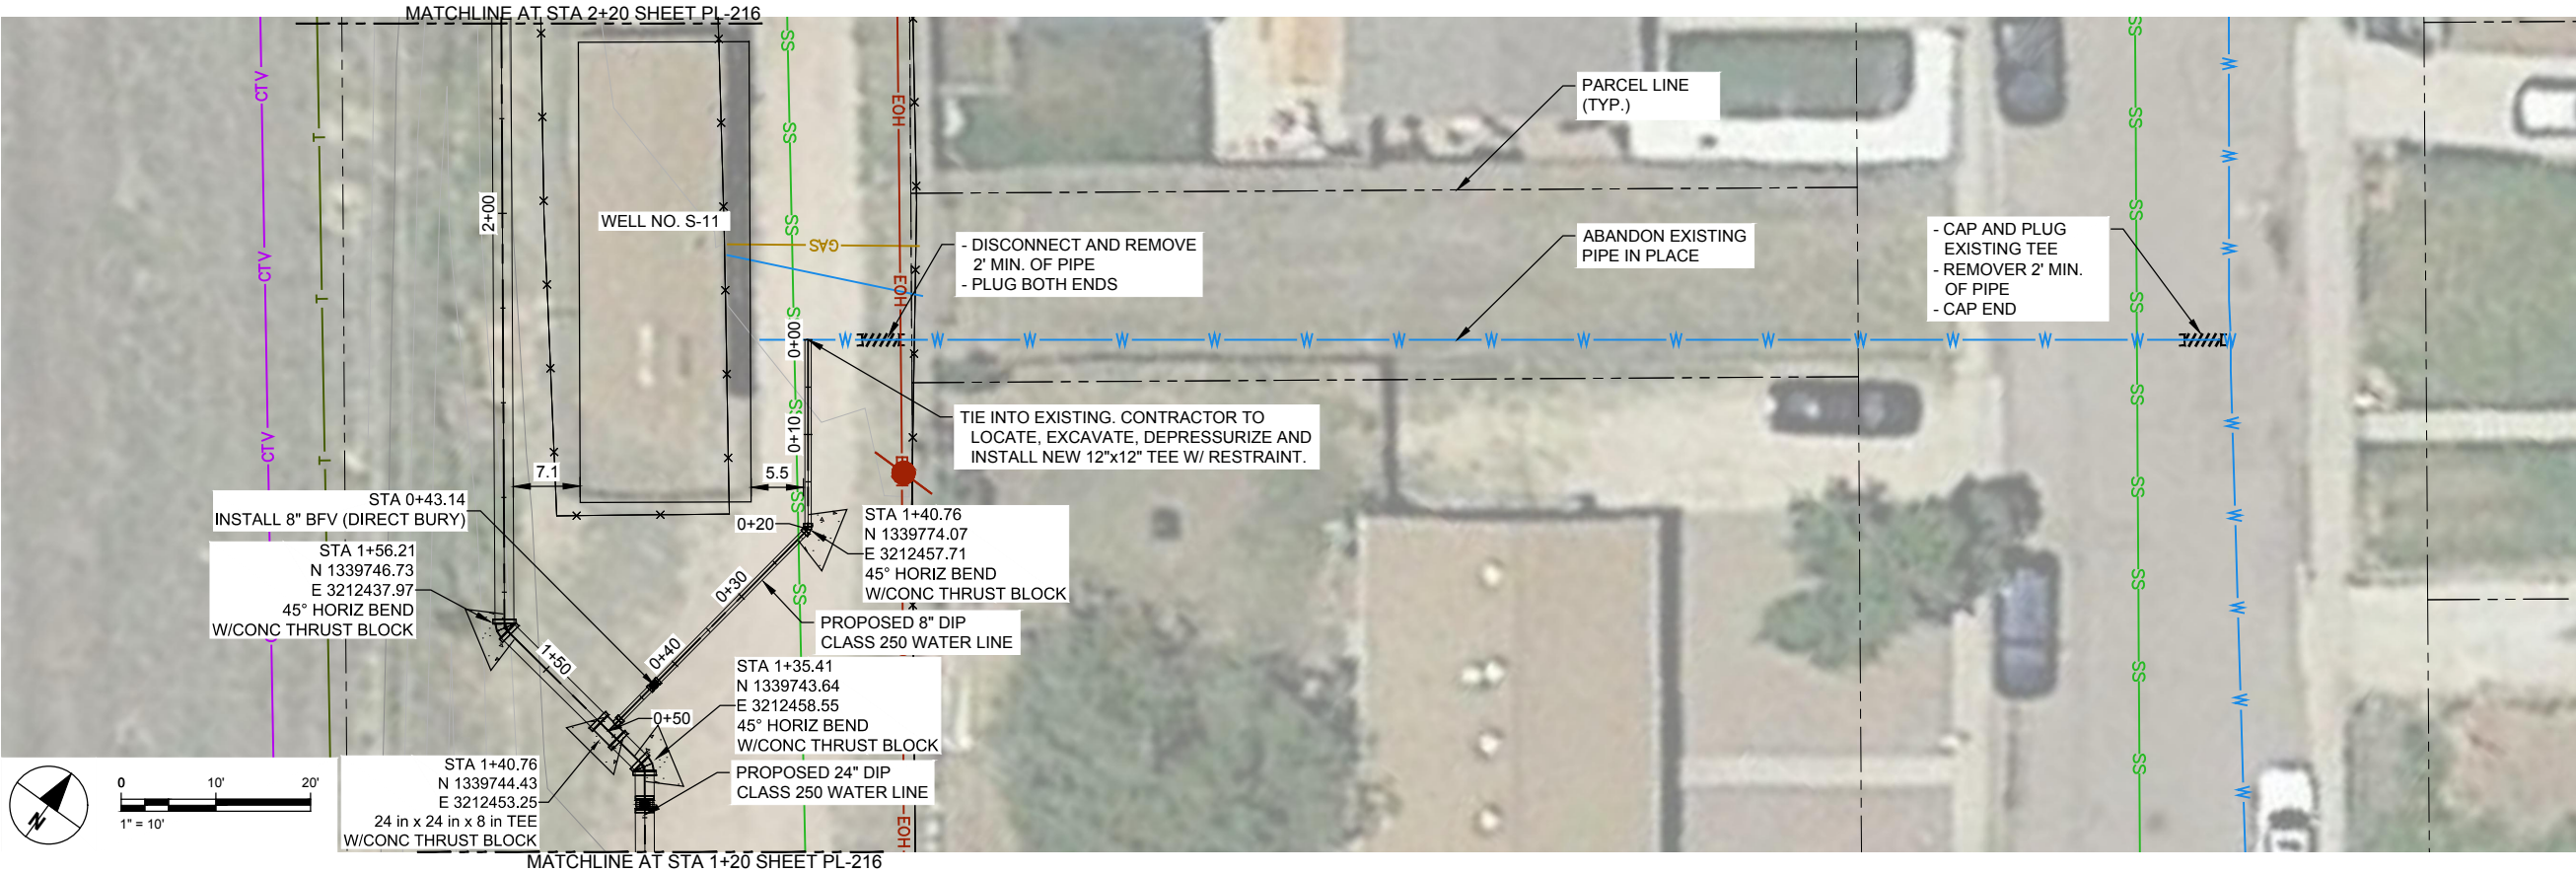 MATCHLINE AT STA 2+20 SHEET PL-216
CTV
T
SS
EOH
W
PARCEL LINE
(TYP.)
2+00
WELL NO. S-11
GAS
- DISCONNECT AND REMOVE
2' MIN. OF PIPE
- PLUG BOTH ENDS
ABANDON EXISTING
PIPE IN PLACE
- CAP AND PLUG
EXISTING TEE
- REMOVER 2' MIN.
OF PIPE
- CAP END
CTV
T
SS
EOH
0+00
W W W W W W W W W W W W W W W W
TIE INTO EXISTING. CONTRACTOR TO
LOCATE, EXCAVATE, DEPRESSURIZE AND
INSTALL NEW 12"x12" TEE W/ RESTRAINT.
0+10
CTV
T
7.1
5.5
STA 0+43.14
INSTALL 8" BFV (DIRECT BURY)
0+20
STA 1+40.76
N 1339774.07
E 3212457.71
45° HORIZ BEND
W/CONC THRUST BLOCK
STA 1+56.21
N 1339746.73
E 3212437.97
45° HORIZ BEND
W/CONC THRUST BLOCK
0+30
PROPOSED 8" DIP
CLASS 250 WATER LINE
1+50
0+40
STA 1+35.41
N 1339743.64
E 3212458.55
45° HORIZ BEND
W/CONC THRUST BLOCK
0+50
STA 1+40.76
N 1339744.43
E 3212453.25
24 in x 24 in x 8 in TEE
W/CONC THRUST BLOCK
PROPOSED 24" DIP
CLASS 250 WATER LINE
EOH
N
0 10' 20'
1" = 10'
MATCHLINE AT STA 1+20 SHEET PL-216